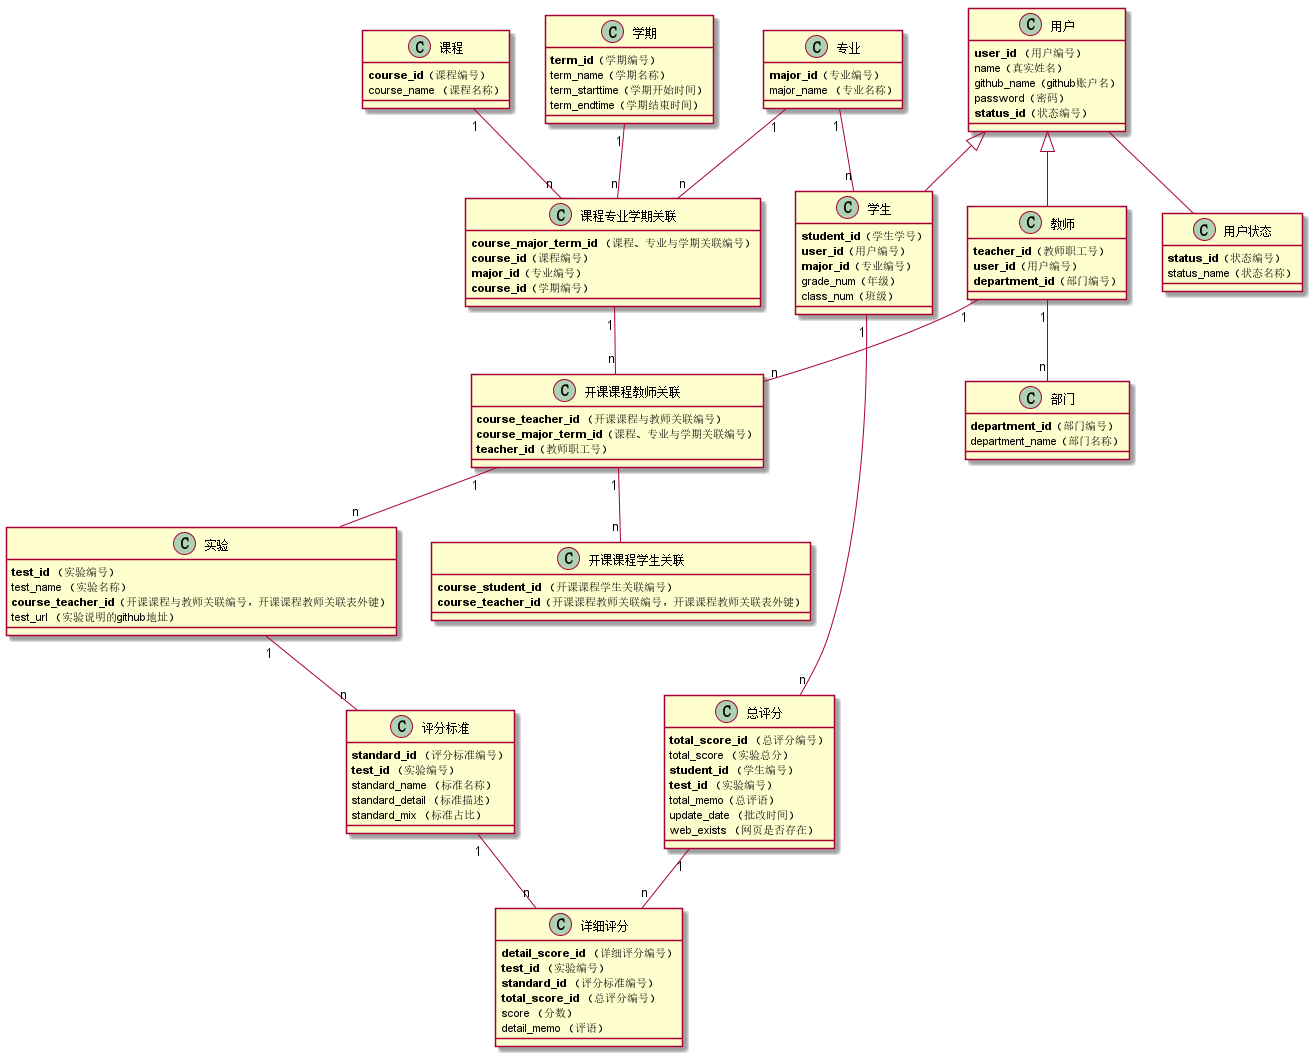 C 课程
course_id（课程编号）
course_name （课程名称）
C 学期
term_id（学期编号）
term_name（学期名称）
term_starttime（学期开始时间）
term_endtime（学期结束时间）
C 专业
major_id（专业编号）
major_name （专业名称）
C 用户
user_id （用户编号）
name（真实姓名）
github_name（github账户名）
password（密码）
status_id（状态编号）
1
1
1
1
n
n
n
n
C 课程专业学期关联
course_major_term_id （课程、专业与学期关联编号）
course_id（课程编号）
major_id（专业编号）
course_id（学期编号）
C 学生
student_id（学生学号）
user_id（用户编号）
major_id（专业编号）
grade_num（年级）
class_num（班级）
C 教师
teacher_id（教师职工号）
user_id（用户编号）
department_id（部门编号）
C 用户状态
status_id（状态编号）
status_name（状态名称）
1
1
1
1
n
n
n
C 开课课程教师关联
course_teacher_id （开课课程与教师关联编号）
course_major_term_id（课程、专业与学期关联编号）
teacher_id（教师职工号）
C 部门
department_id（部门编号）
department_name（部门名称）
1
1
n
n
C 实验
test_id （实验编号）
test_name （实验名称）
course_teacher_id（开课课程与教师关联编号，开课课程教师关联表外键）
test_url （实验说明的github地址）
C 开课课程学生关联
course_student_id （开课课程学生关联编号）
course_teacher_id（开课课程教师关联编号，开课课程教师关联表外键）
1
n
n
C 评分标准
standard_id （评分标准编号）
test_id （实验编号）
standard_name （标准名称）
standard_detail （标准描述）
standard_mix （标准占比）
C 总评分
total_score_id （总评分编号）
total_score （实验总分）
student_id （学生编号）
test_id （实验编号）
total_memo（总评语）
update_date （批改时间）
web_exists （网页是否存在）
1
1
n
n
C 详细评分
detail_score_id （详细评分编号）
test_id （实验编号）
standard_id （评分标准编号）
total_score_id （总评分编号）
score （分数）
detail_memo （评语）